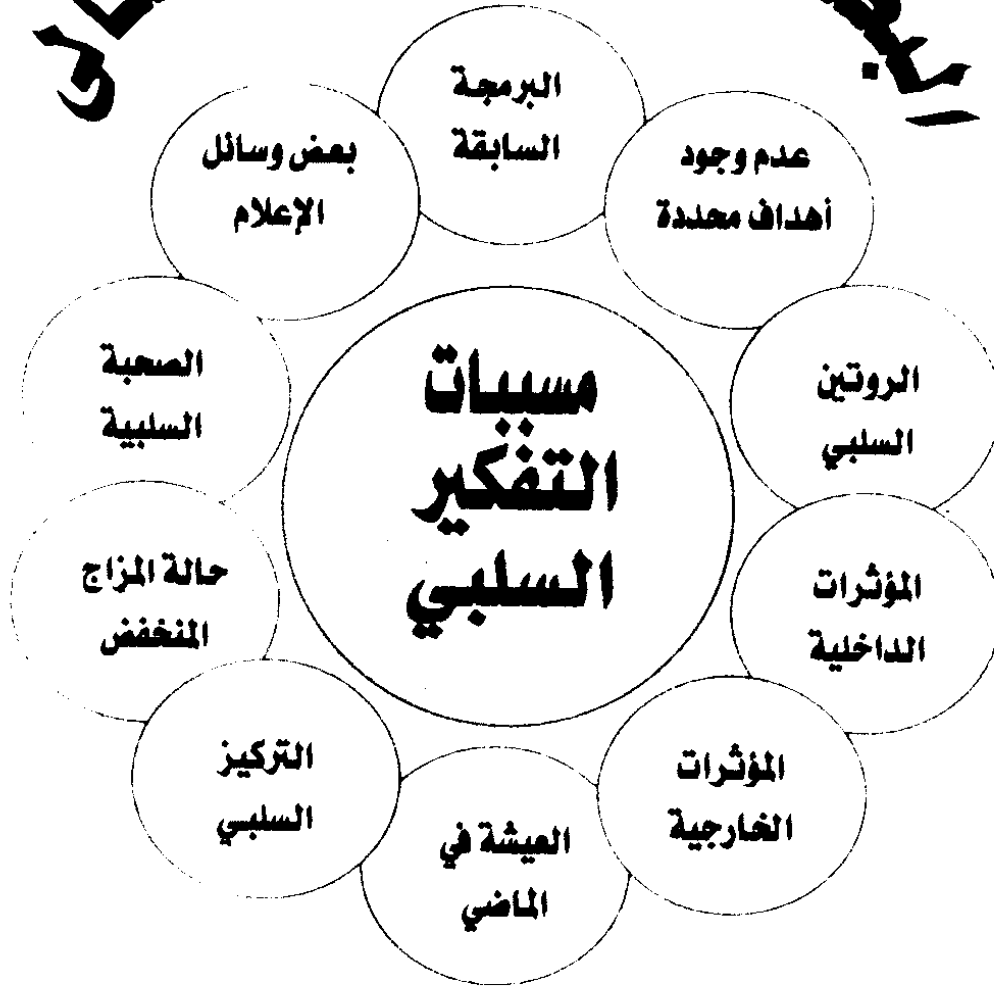 مسببات
التفكير
السلبي
البرمجة
السابقة
عدم وجود
أهداف محددة
الروتين
السلبي
المؤثرات
الداخلية
المؤثرات
الخارجية
العيشة في
الماضي
التركيز
السلبي
حالة المزاج
المنخفض
الصحبة
السلبية
بعض وسائل
الإعلام